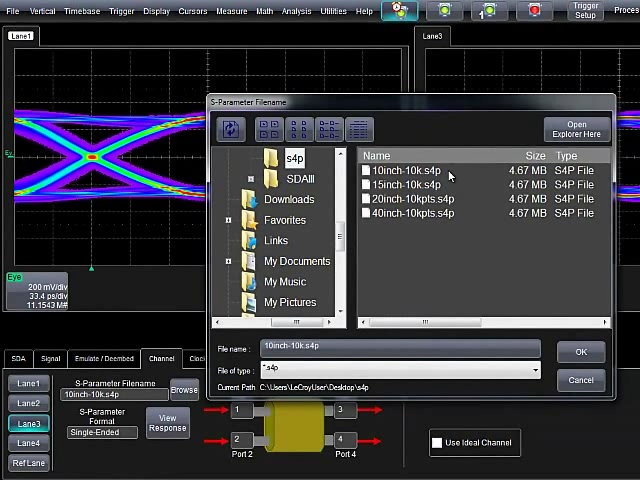 File Vertical Timebase Trigger Display Cursors Measure Math Analysis Utilities Help
1
Trigger
Setup
Proces
Lane1
Lane3
S-Parameter Filename
Open
Explorer Here
s4p
SDAIII
Downloads
Favorites
Links
My Documents
My Music
My Pictures
Name Size Type
10inch-10k.s4p 4.67 MB S4P File
15inch-10k.s4p 4.67 MB S4P File
20inch-10kpts.s4p 4.67 MB S4P File
40inch-10kpts.s4p 4.67 MB S4P File
Eye
200 mV/div
33.4 ps/div
11.1543 M#
File name : 10inch-10k.s4p
OK
File of type : *.s4p
Cancel
Current Path C:\Users\LeCroyUser\Desktop\s4p
SDA Signal Emulate / Deembed Channel Clock
Lane1
Lane2
Lane3
Lane4
Ref Lane
S-Parameter Filename
10inch-10k.s4p
Browse
S-Parameter
Format
Single-Ended
View
Response
1 3
2 4
Port 2 Port 4
Use Ideal Channel